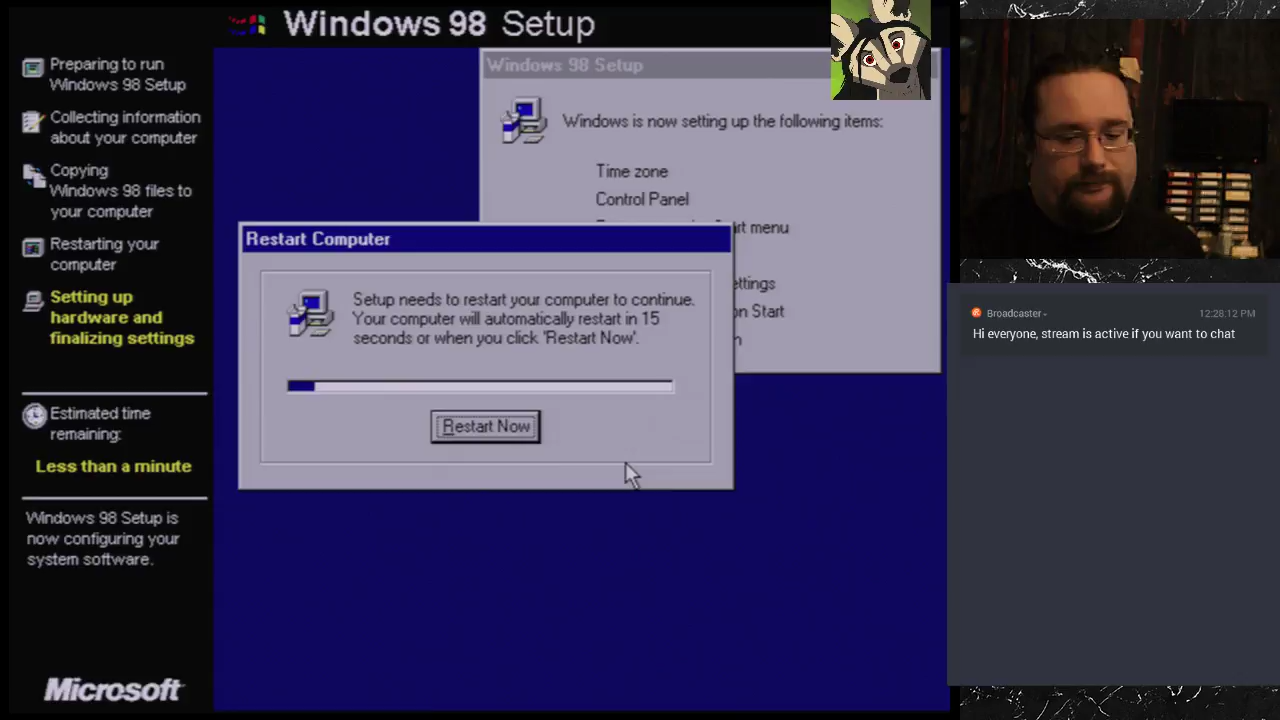 Windows 98 Setup
Preparing to run
Windows 98 Setup
Collecting information
about your computer
Copying
Windows 98 files to
your computer
Restarting your
computer
Setting up
hardware and
finalizing settings
Estimated time
remaining:
Less than a minute
Windows 98 Setup is
now configuring your
system software.
Microsoft
Windows 98 Setup
Windows is now setting up the following items:
Time zone
Control Panel
art menu
ettings
on Start
Restart Computer
Setup needs to restart your computer to continue.
Your computer will automatically restart in 15
seconds or when you click 'Restart Now'.
Restart Now
Broadcaster
12:28:12 PM
Hi everyone, stream is active if you want to chat